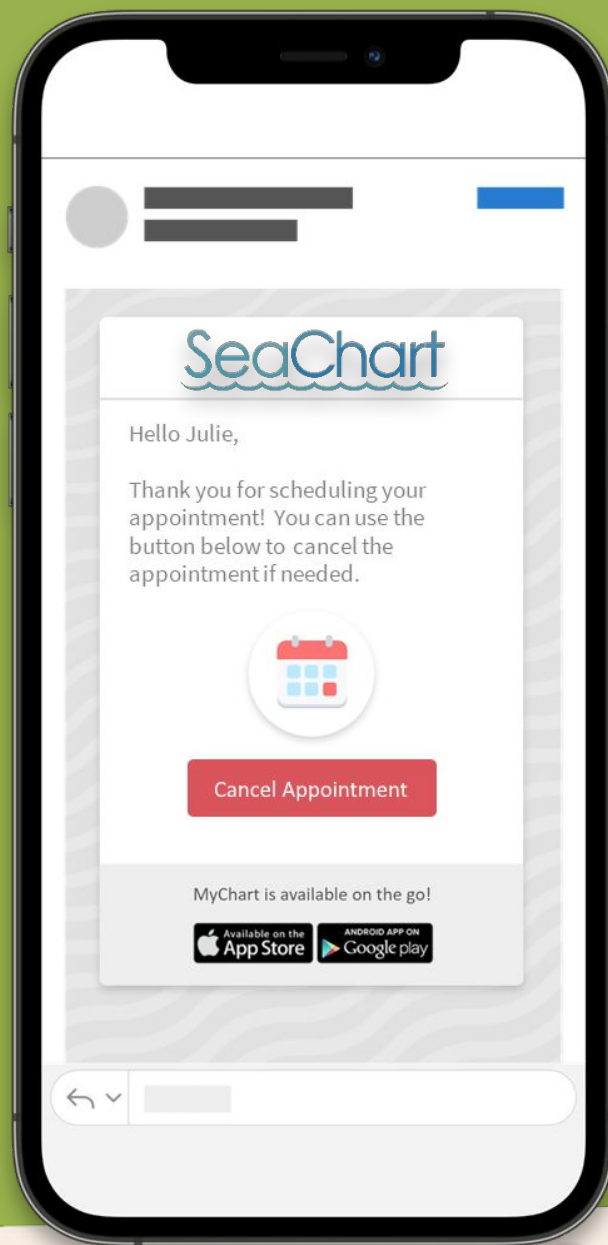 SeaChart
Hello Julie,
Thank you for scheduling your
appointment! You can use the
button below to cancel the
appointment if needed.
Cancel Appointment
MyChart is available on the go!
Available on the
App Store
ANDROID APP ON
Google play